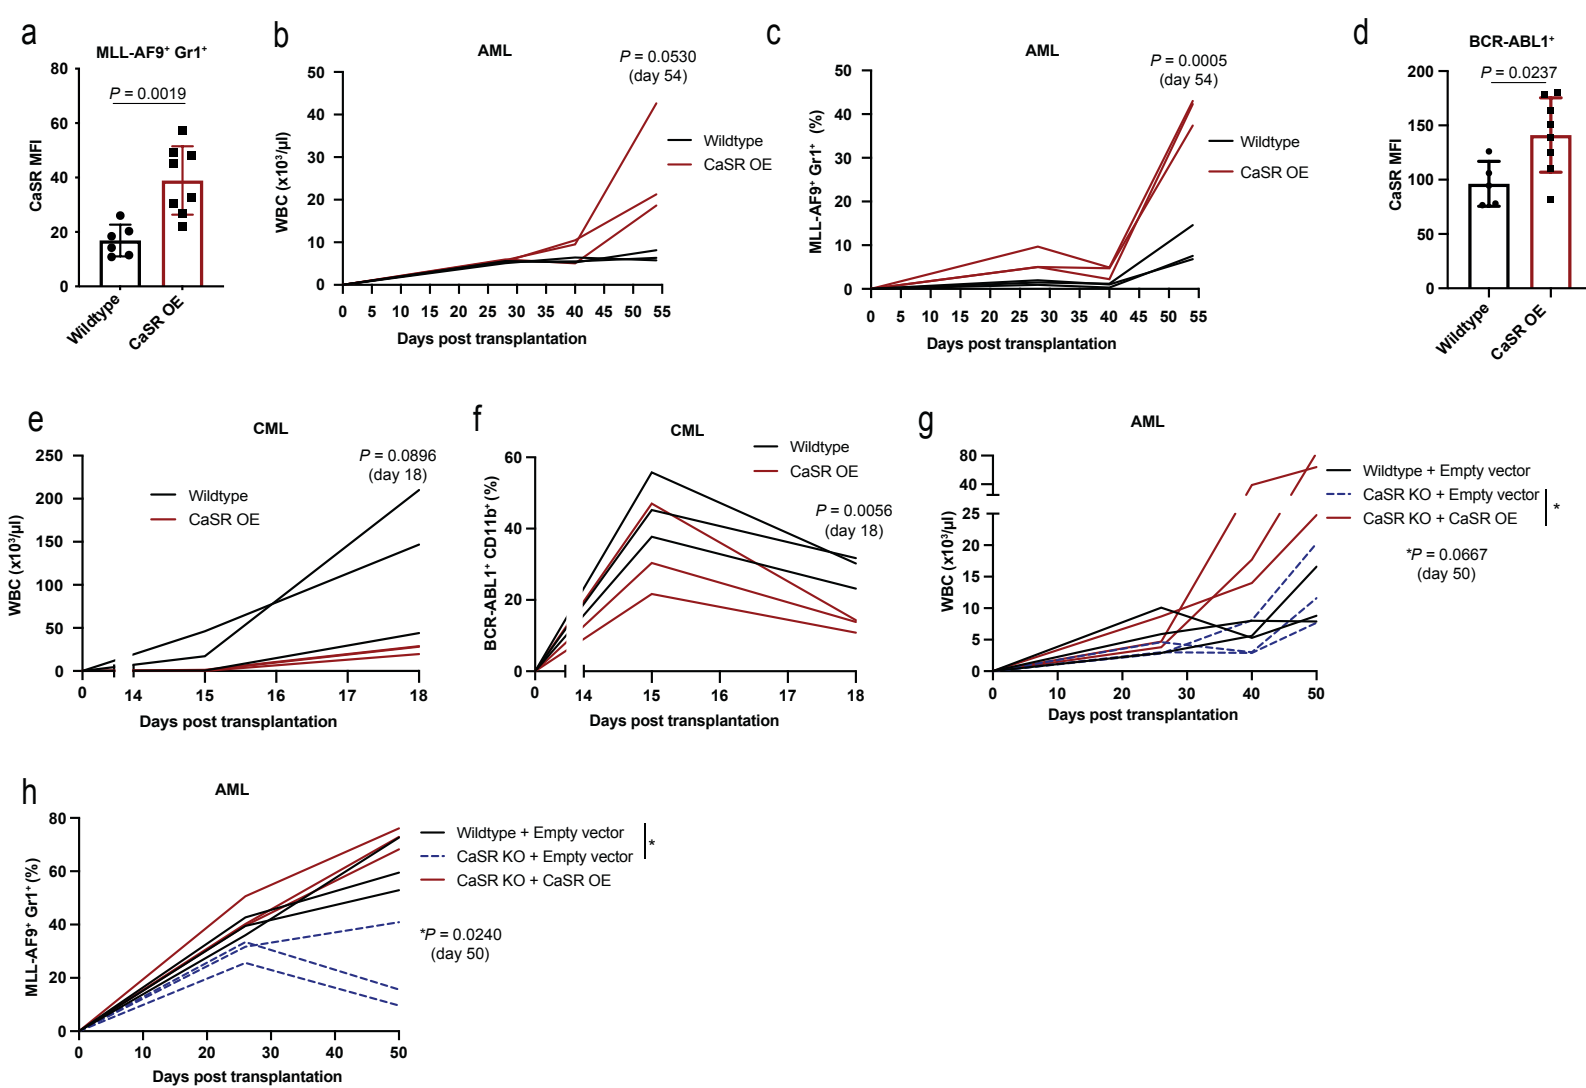 a
MLL-AF9⁺ Gr1⁺
P = 0.0019
CaSR MFI
80
60
40
20
0
Wildtype
CaSR OE
b
AML
P = 0.0530
(day 54)
WBC (x10³/µl)
50
40
30
20
10
0
Wildtype
CaSR OE
0 5 10 15 20 25 30 35 40 45 50 55
Days post transplantation
c
AML
P = 0.0005
(day 54)
MLL-AF9⁺ Gr1⁺ (%)
50
40
30
20
10
0
Wildtype
CaSR OE
0 5 10 15 20 25 30 35 40 45 50 55
Days post transplantation
d
BCR-ABL1⁺
P = 0.0237
CaSR MFI
200
150
100
50
0
Wildtype
CaSR OE
e
CML
P = 0.0896
(day 18)
WBC (x10³/µl)
250
200
150
100
50
0
Wildtype
CaSR OE
0 14 15 16 17 18
Days post transplantation
f
CML
Wildtype
CaSR OE
P = 0.0056
(day 18)
BCR-ABL1⁺ CD11b⁺ (%)
60
40
20
0
0 14 15 16 17 18
Days post transplantation
g
AML
WBC (x10³/µl)
80
40
25
20
15
10
5
0
Wildtype + Empty vector
CaSR KO + Empty vector
CaSR KO + CaSR OE
*
*P = 0.0667
(day 50)
0 10 20 30 40 50
Days post transplantation
h
AML
MLL-AF9⁺ Gr1⁺ (%)
80
60
40
20
0
Wildtype + Empty vector
CaSR KO + Empty vector
CaSR KO + CaSR OE
*
*P = 0.0240
(day 50)
0 10 20 30 40 50
Days post transplantation